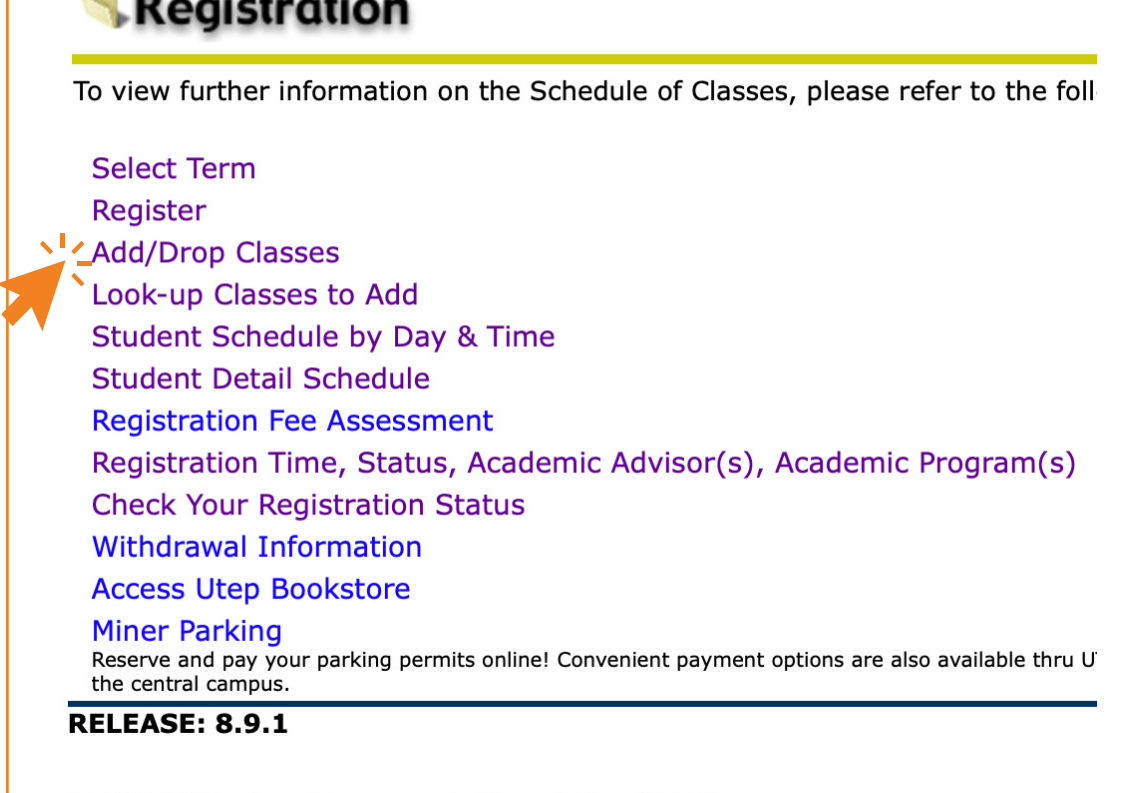 Registration
To view further information on the Schedule of Classes, please refer to the
Select Term
Register
Add/Drop Classes
Look-up Classes to Add
Student Schedule by Day & Time
Student Detail Schedule
Registration Fee Assessment
Registration Time, Status, Academic Advisor(s), Academic Program(s)
Check Your Registration Status
Withdrawal Information
Access Utep Bookstore
Miner Parking
Reserve and pay your parking permits online! Convenient payment options are also available thru
the central campus.
RELEASE: 8.9.1